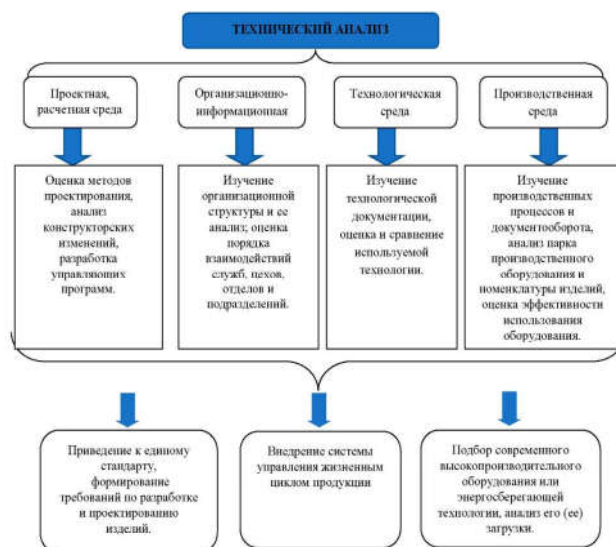 ТЕХНИЧЕСКИЙ АНАЛИЗ
Проектная,
расчетная среда
Организационно-
информационная
Технологическая
среда
Производственная
среда
Оценка методов
проектирования,
анализ
конструкторских
изменений,
разработка
управляющих
программ.
Изучение
организационной
структуры и ее
анализ; оценка
порядка
взаимодействий
служб, цехов,
отделов и
подразделений.
Изучение
технологической
документации,
оценка и сравнение
используемой
технологии.
Изучение
производственных
процессов и
документооборота,
анализ парка
производственного
оборудования и
номенклатуры изделий,
оценка эффективности
использования
оборудования.
Приведение к единому
стандарту,
формирование
требований по разработке
и проектированию
изделий.
Внедрение системы
управления жизненным
циклом продукции
Подбор современного
высокопроизводительного
оборудования или
энергосберегающей
технологии, анализ его (ее)
загрузки.